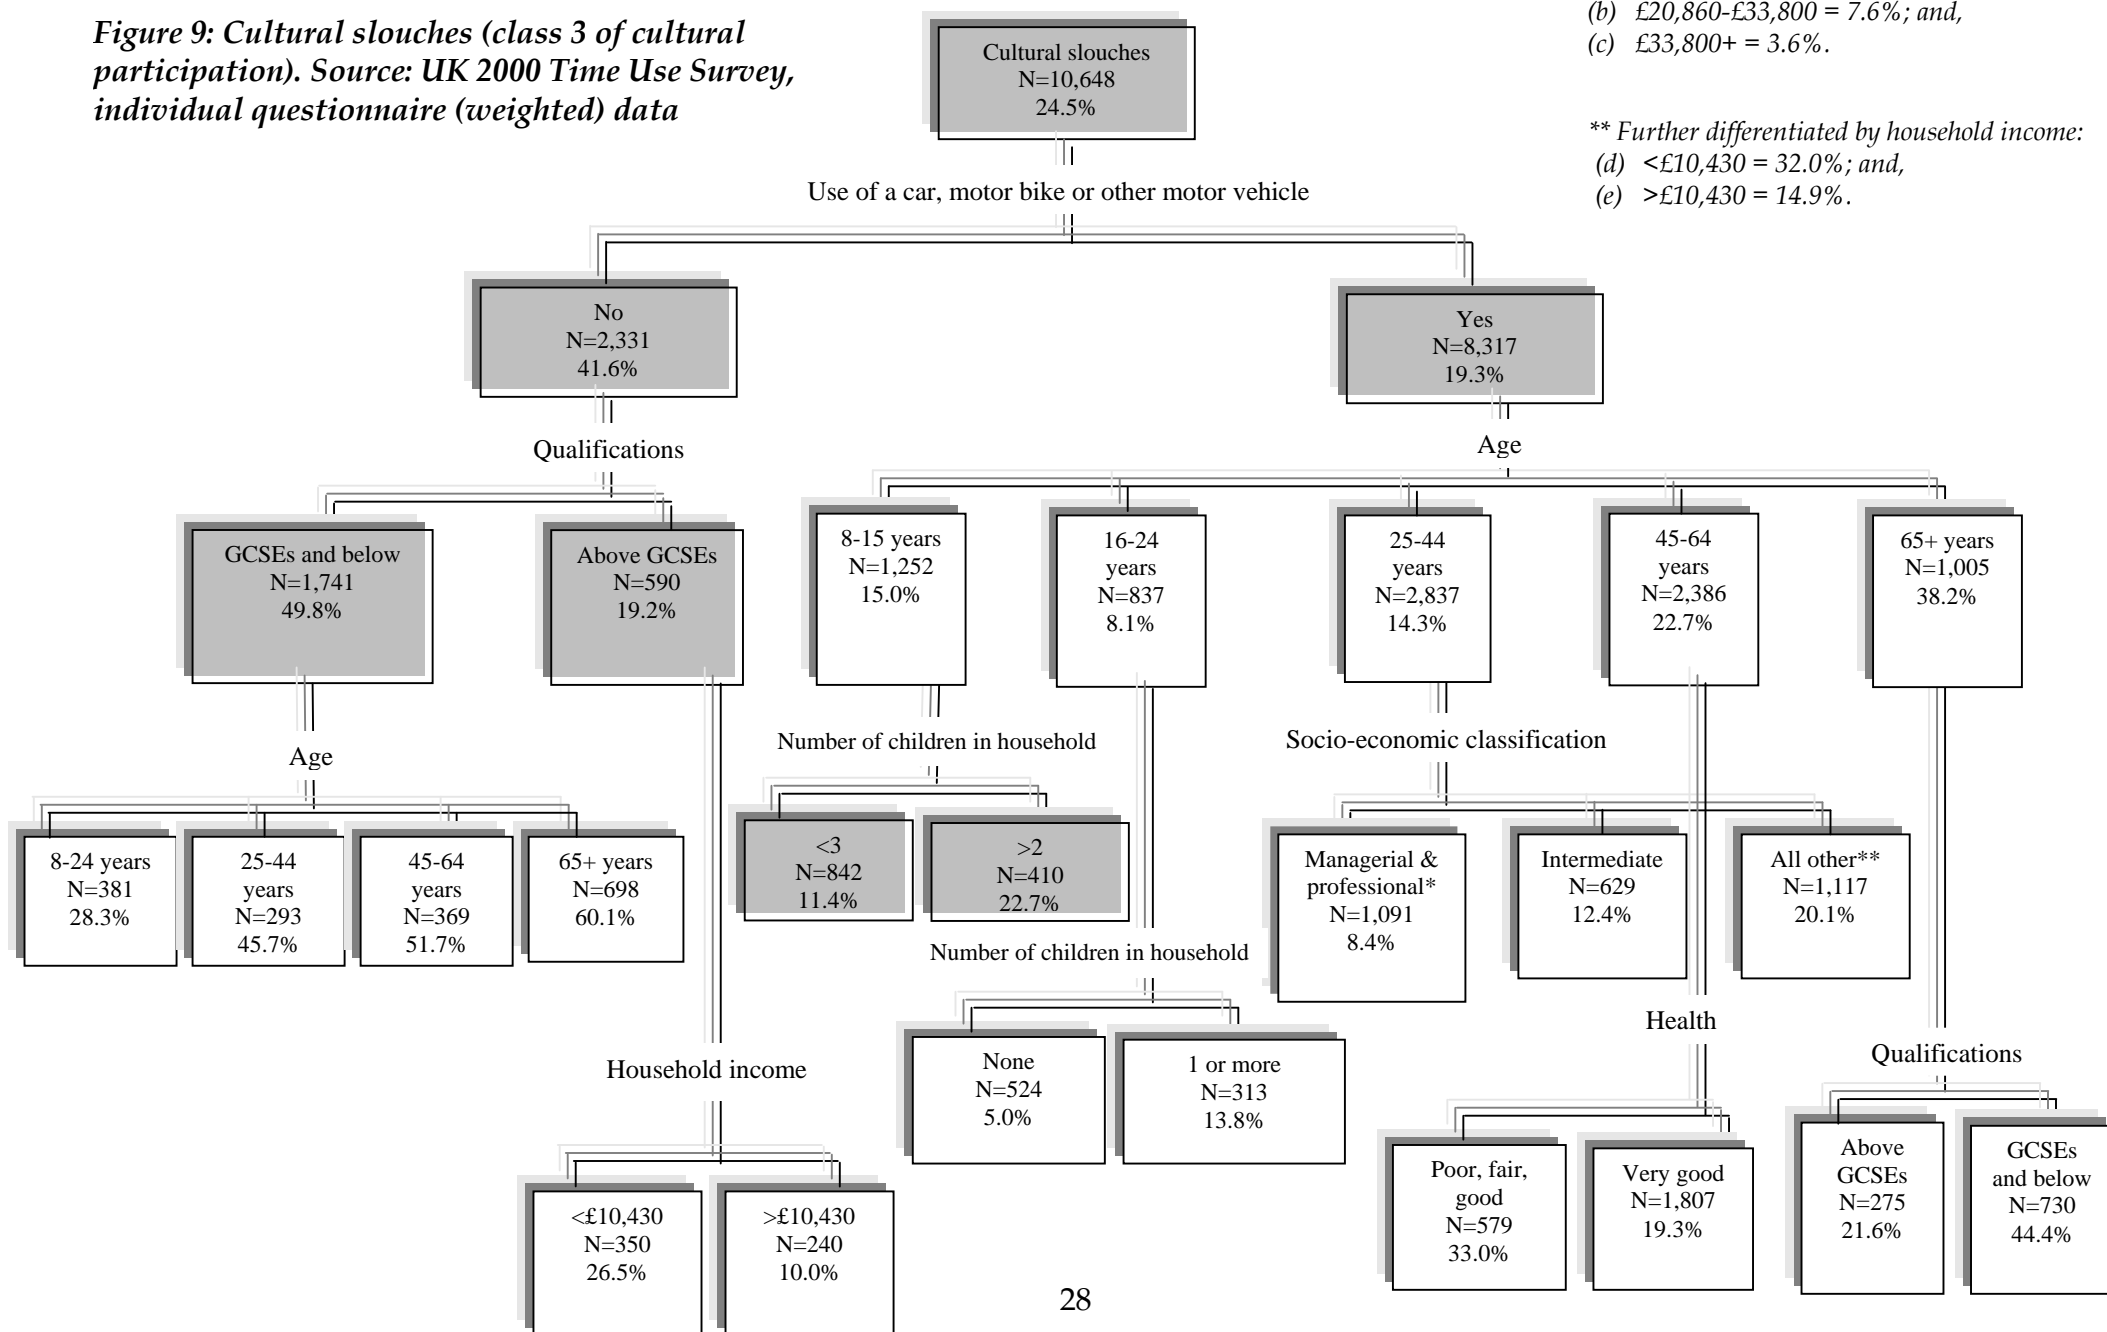 Figure 9: Cultural slouches (class 3 of cultural
participation). Source: UK 2000 Time Use Survey,
individual questionnaire (weighted) data
(b) £20,860-£33,800 = 7.6%; and,
(c) £33,800+ = 3.6%.
** Further differentiated by household income:
(d) <£10,430 = 32.0%; and,
(e) >£10,430 = 14.9%.
Cultural slouches
N=10,648
24.5%
Use of a car, motor bike or other motor vehicle
No
N=2,331
41.6%
Yes
N=8,317
19.3%
Qualifications
Age
GCSEs and below
N=1,741
49.8%
Above GCSEs
N=590
19.2%
8-15 years
N=1,252
15.0%
16-24
years
N=837
8.1%
25-44
years
N=2,837
14.3%
45-64
years
N=2,386
22.7%
65+ years
N=1,005
38.2%
Age
Number of children in household
Socio-economic classification
8-24 years
N=381
28.3%
25-44
years
N=293
45.7%
45-64
years
N=369
51.7%
65+ years
N=698
60.1%
<3
N=842
11.4%
>2
N=410
22.7%
Managerial &
professional*
N=1,091
8.4%
Intermediate
N=629
12.4%
All other**
N=1,117
20.1%
Number of children in household
Health
Qualifications
Household income
None
N=524
5.0%
1 or more
N=313
13.8%
Poor, fair,
good
N=579
33.0%
Very good
N=1,807
19.3%
Above
GCSEs
N=275
21.6%
GCSEs
and below
N=730
44.4%
<£10,430
N=350
26.5%
>£10,430
N=240
10.0%
28